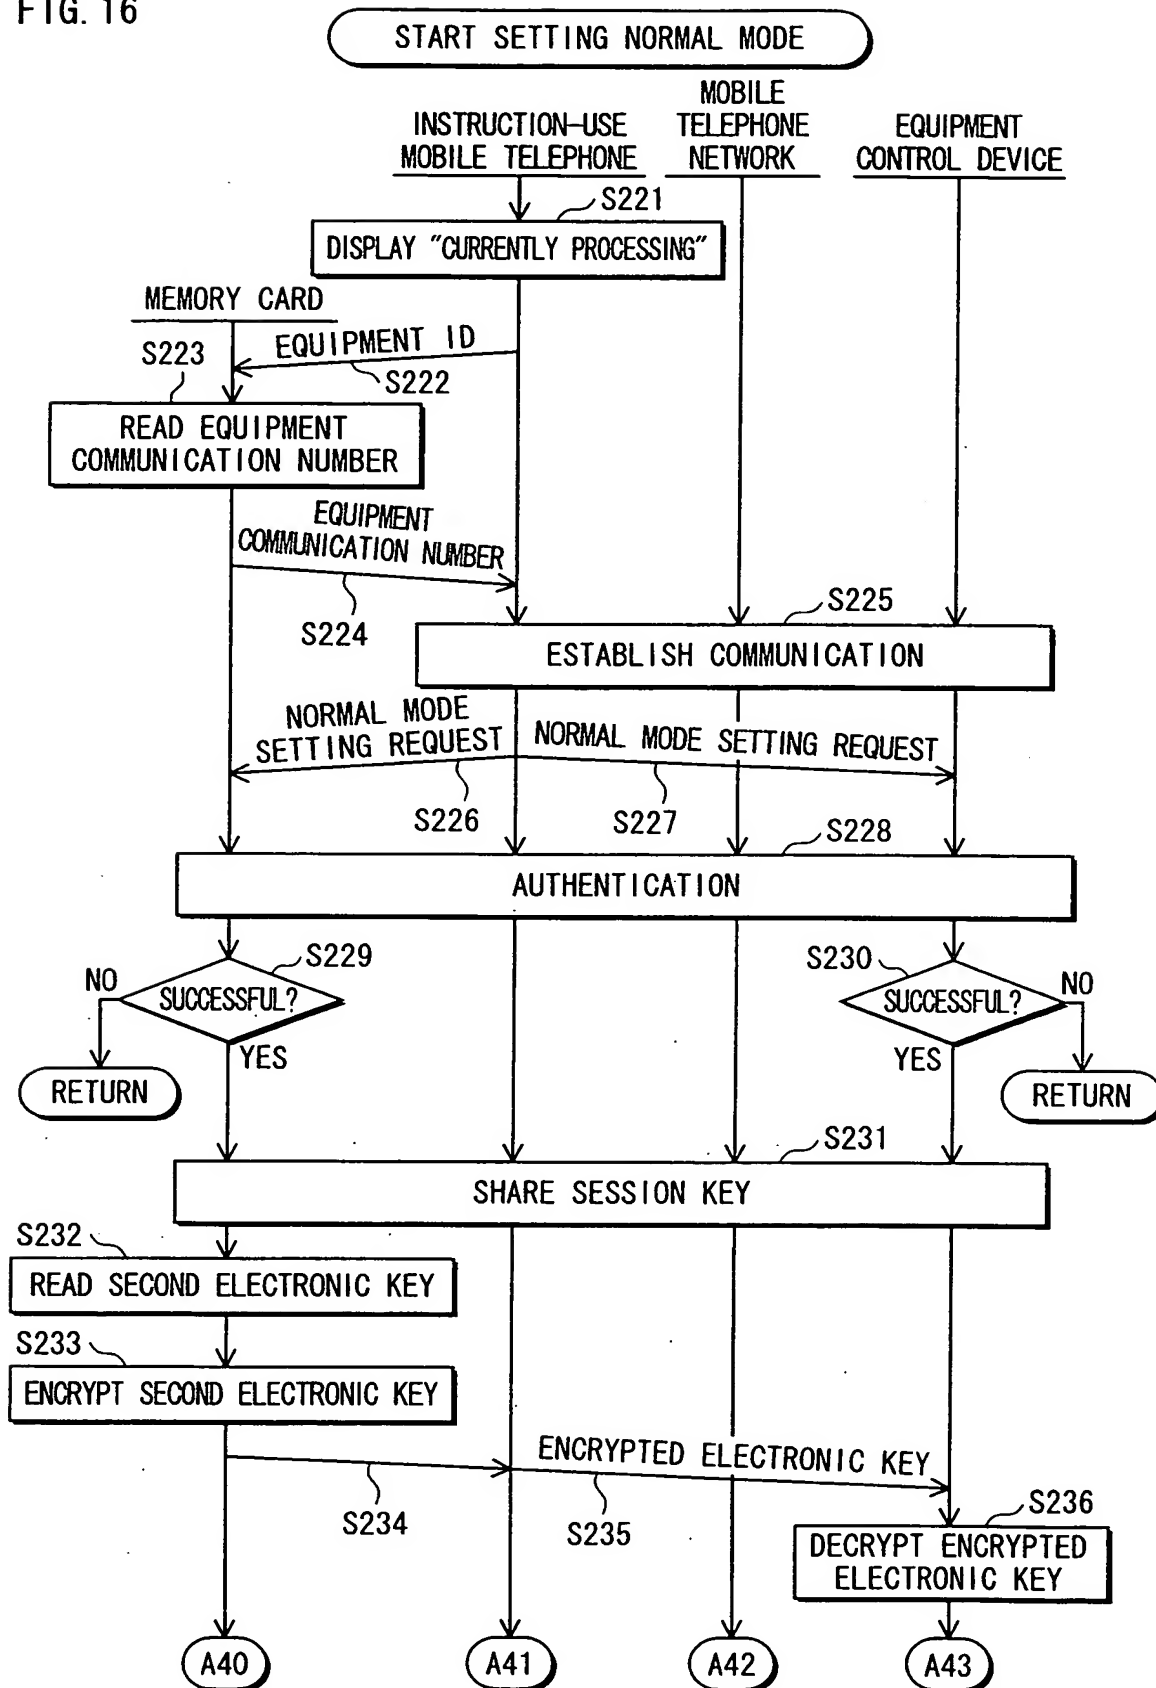 FIG. 16
START SETTING NORMAL MODE
INSTRUCTION-USE
MOBILE TELEPHONE
MOBILE
TELEPHONE
NETWORK
EQUIPMENT
CONTROL DEVICE
S221
DISPLAY "CURRENTLY PROCESSING"
MEMORY CARD
EQUIPMENT ID
S222
S223
READ EQUIPMENT
COMMUNICATION NUMBER
EQUIPMENT
COMMUNICATION NUMBER
S224
S225
ESTABLISH COMMUNICATION
NORMAL MODE
SETTING REQUEST
NORMAL MODE SETTING REQUEST
S226
S227
S228
AUTHENTICATION
S229
SUCCESSFUL?
NO
YES
RETURN
S230
SUCCESSFUL?
NO
YES
RETURN
S231
SHARE SESSION KEY
S232
READ SECOND ELECTRONIC KEY
S233
ENCRYPT SECOND ELECTRONIC KEY
ENCRYPTED ELECTRONIC KEY
S234
S235
S236
DECRYPT ENCRYPTED
ELECTRONIC KEY
A40
A41
A42
A43